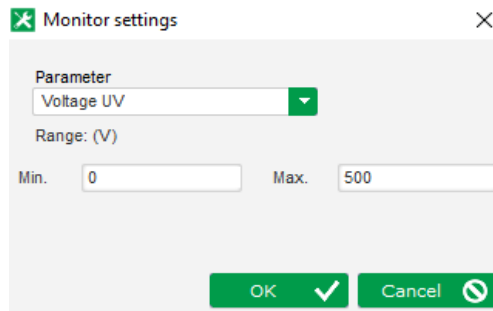 Monitor settings
Parameter
Voltage UV
Range: (V)
Min. 0 Max. 500
OK Cancel